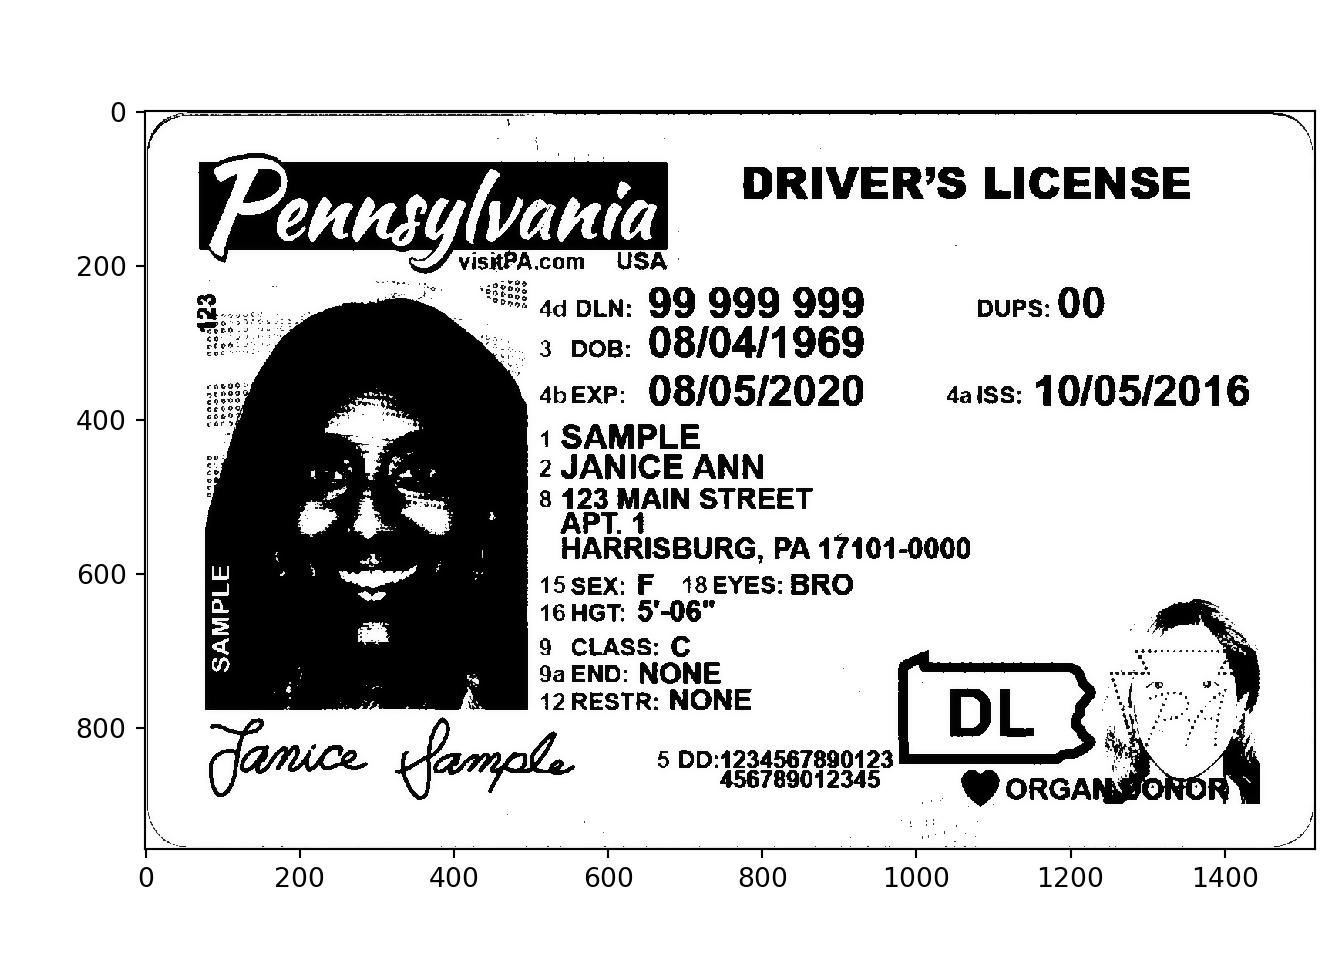 0
200
400
600
800
0 200 400 600 800 1000 1200 1400
Pennsylvania
visitPA.com USA
DRIVER'S LICENSE
123
4d DLN: 99 999 999 DUPS: 00
3 DOB: 08/04/1969
4b EXP: 08/05/2020 4a ISS: 10/05/2016
1 SAMPLE
2 JANICE ANN
8 123 MAIN STREET
APT. 1
HARRISBURG, PA 17101-0000
15 SEX: F 18 EYES: BRO
16 HGT: 5'-06"
9 CLASS: C
9a END: NONE
12 RESTR: NONE
SAMPLE
Janice Sample
5 DD:1234567890123
456789012345
DL
PA
ORGAN DONOR